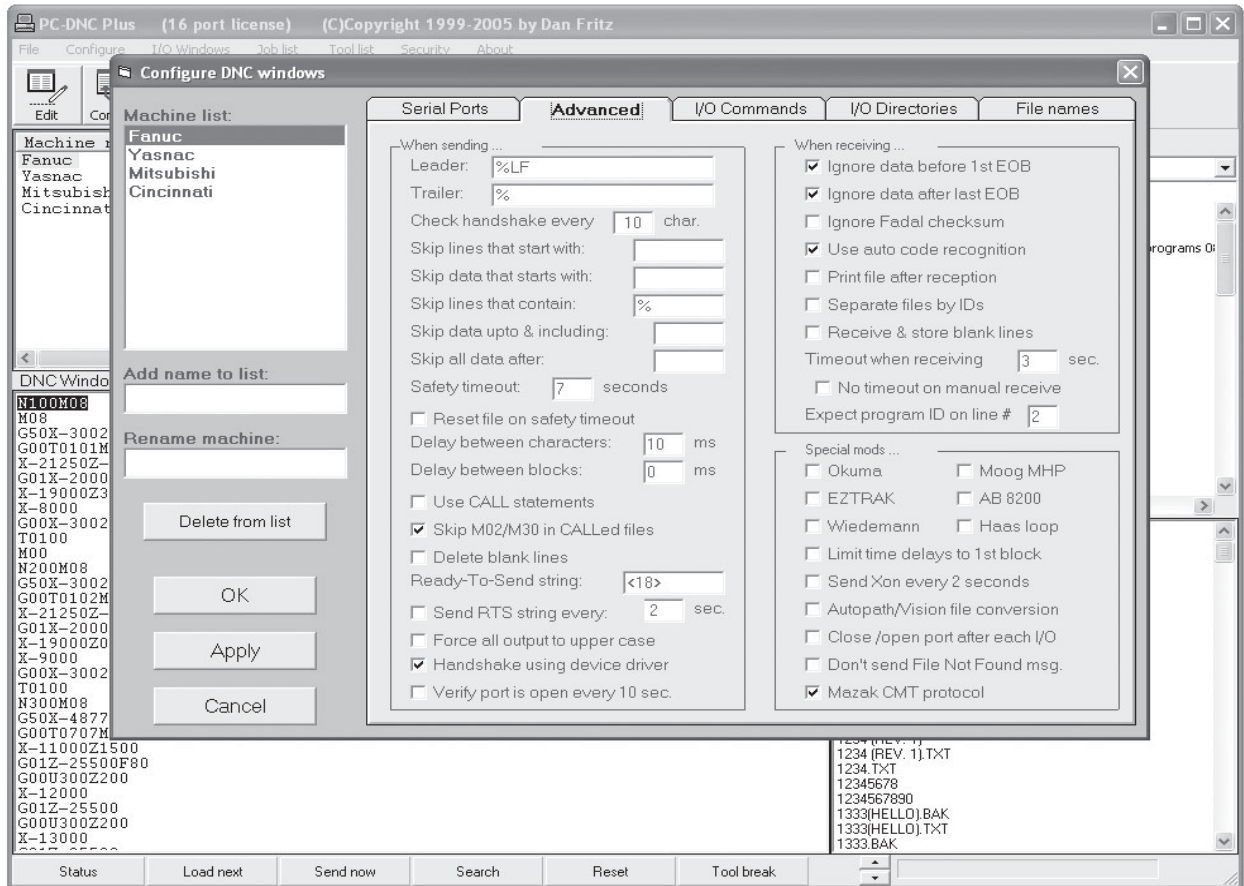 PC-DNC Plus (16 port license) (C)Copyright 1999-2005 by Dan Fritz
File Configure I/O Windows Job list Tool list Security About
Edit
Machine
Fanuc
Yasnac
Cincinnat
DNC Windo
Configure DNC windows
Machine list:
Fanuc
Yasnac
Mitsubishi
Cincinnati
Add name to list:
Rename machine:
Delete from list
OK
Apply
Cancel
Serial Ports
Advanced
I/O Commands
I/O Directories
File names
When sending ...
Leader: %LF
Trailer: %
Check handshake every 10 char.
Skip lines that start with:
Skip data that starts with:
Skip lines that contain: %
Skip data upto & including:
Skip all data after:
Safety timeout: 7 seconds
Reset file on safety timeout
Delay between characters: 10 ms
Delay between blocks: 0 ms
Use CALL statements
Skip M02/M30 in CALLed files
Delete blank lines
Ready-To-Send string: <18>
Send RTS string every: 2 sec.
Force all output to upper case
Handshake using device driver
Verify port is open every 10 sec.
When receiving ...
Ignore data before 1st EOB
Ignore data after last EOB
Ignore Fadal checksum
Use auto code recognition
Print file after reception
Separate files by IDs
Receive & store blank lines
Timeout when receiving 3 sec.
No timeout on manual receive
Expect program ID on line # 2
Special mods ...
Okuma Moog MHP
EZTRAK AB 8200
Wiedemann Haas loop
Limit time delays to 1st block
Send Xon every 2 seconds
Autopath/Vision file conversion
Close /open port after each I/O
Don't send File Not Found msg.
Mazak CMT protocol
N100M08
M08
G50X-3002
G00T0101M
X-21250Z-
G01X-2000
X-19000Z3
X-8000
G00X-3002
T0100
M00
N200M08
G50X-3002
G00T0102M
X-21250Z-
G01X-2000
X-19000Z0
X-9000
G00X-3002
T0100
N300M08
G50X-4877
G00T0707M
X-11000Z1500
G01Z-25500F80
G00U300Z200
X-12000
G01Z-25500
G00U300Z200
X-13000
1234 (REV. 1)
1234 (REV. 1).TXT
1234.TXT
12345678
1234567890
1333(HELLO).BAK
1333(HELLO).TXT
1333.BAK
Status Load next Send now Search Reset Tool break